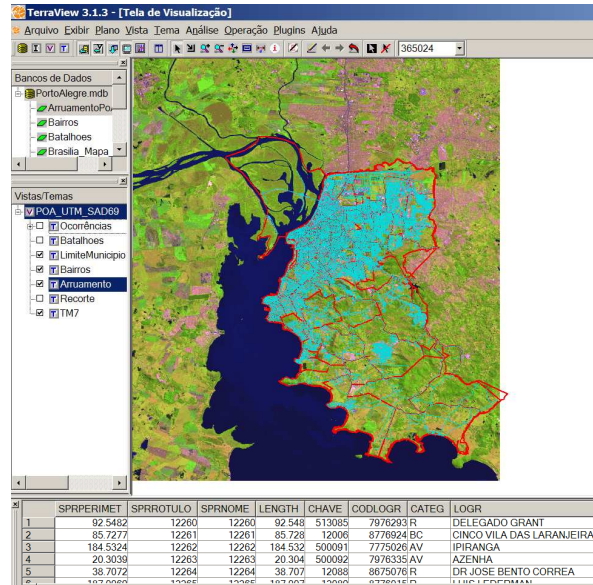 TerraView 3.1.3 - [Tela de Visualização]
Arquivo Exibir Plano Vista Tema Análise Operação Plugins Ajuda
I V T 365024
Bancos de Dados
PortoAlegre.mdb
ArruamentoPo
Bairros
Batalhoes
Brasilia_Mapa_
Vistas/Temas
V POA_UTM_SAD69
T Ocorrências
T Batalhoes
T LimiteMunicipio
T Bairros
T Arruamento
T Recorte
T TM7
SPRPERIMET SPRROTULO SPRNOME LENGTH CHAVE CODLOGR CATEG LOGR
1 92.5482 12260 12260 92.548 513085 7976293 R DELEGADO GRANT
2 85.7277 12261 12261 85.728 12006 8776924 BC CINCO VILA DAS LARANJEIRA
3 184.5324 12262 12262 184.532 500091 7775026 AV IPIRANGA
4 20.3039 12263 12263 20.304 500092 7976335 AV AZENHA
5 38.7072 12264 12264 38.707 12088 8675076 R DR JOSE BENTO CORREA